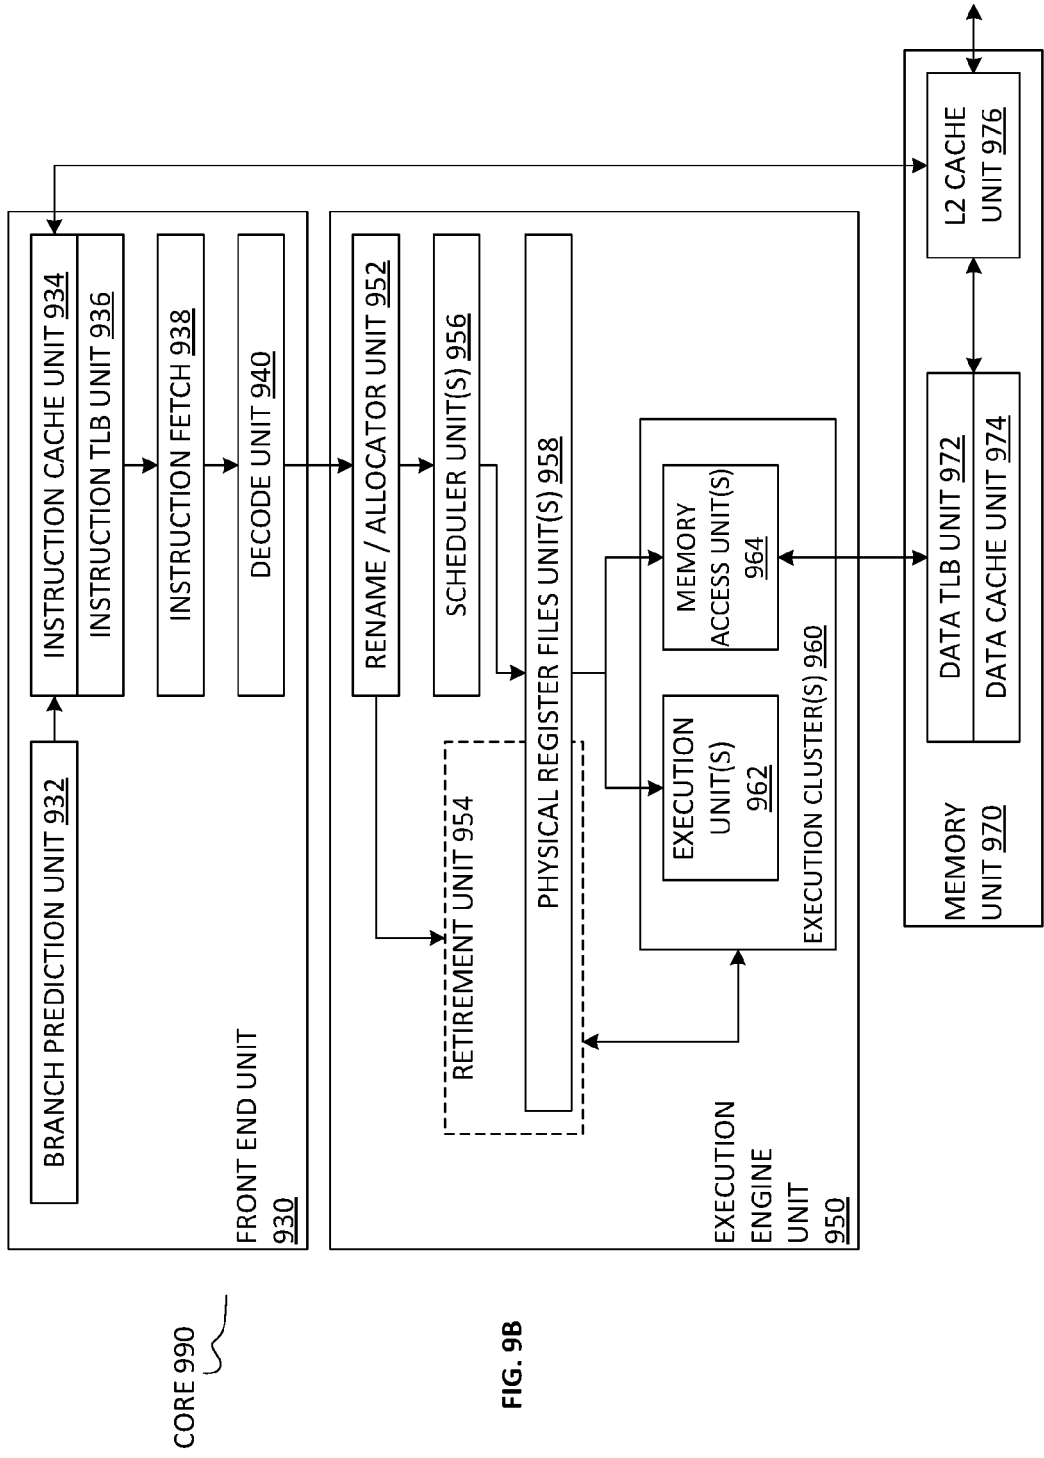 CORE 990
FRONT END UNIT
930
BRANCH PREDICTION UNIT 932
INSTRUCTION CACHE UNIT 934
INSTRUCTION TLB UNIT 936
INSTRUCTION FETCH 938
DECODE UNIT 940
EXECUTION
ENGINE
UNIT
950
RENAME / ALLOCATOR UNIT 952
SCHEDULER UNIT(S) 956
RETIREMENT UNIT 954
PHYSICAL REGISTER FILES UNIT(S) 958
EXECUTION
UNIT(S)
962
MEMORY
ACCESS UNIT(S)
964
EXECUTION CLUSTER(S) 960
MEMORY
UNIT 970
DATA TLB UNIT 972
DATA CACHE UNIT 974
L2 CACHE
UNIT 976
FIG. 9B